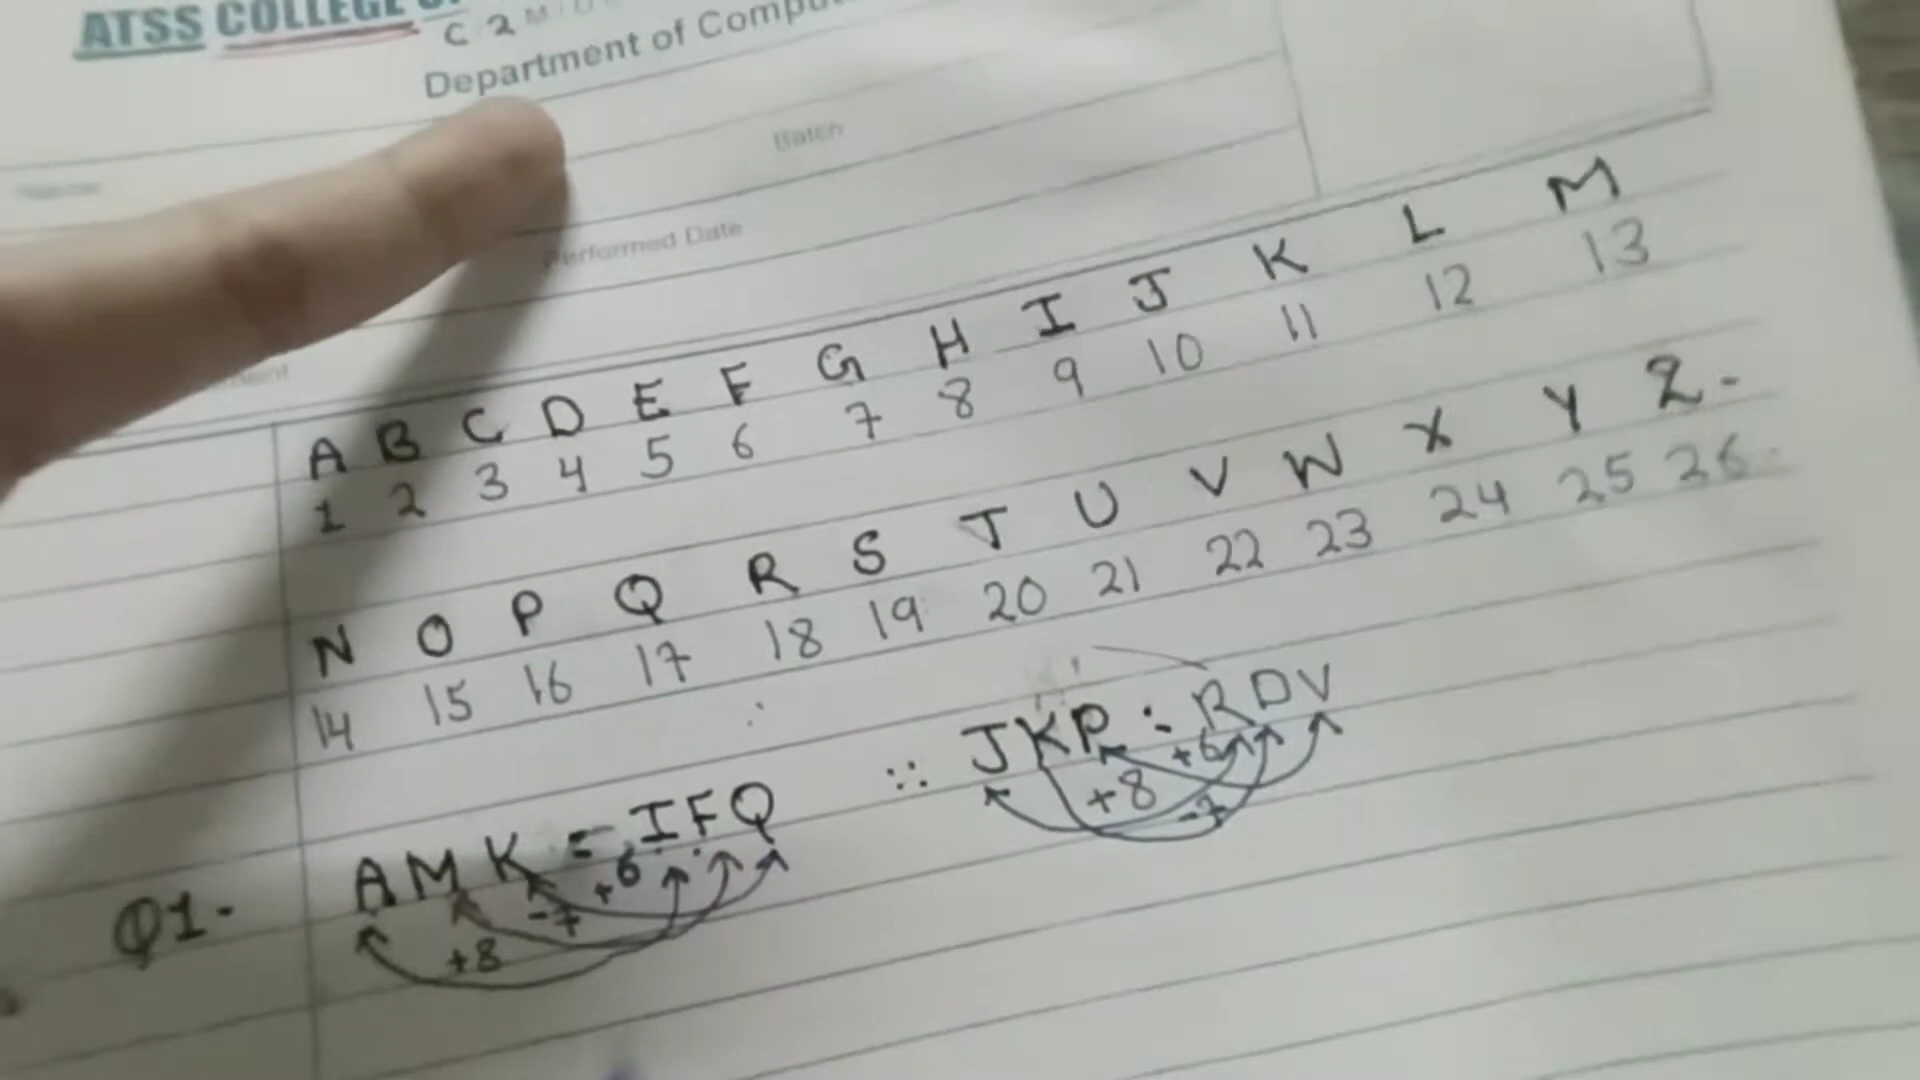 ATSS COLLEGE
C 2 M
Department of
Batch
Performed Date
A B C D E F G H I J K L M
1 2 3 4 5 6 7 8 9 10 11 12 13
N O P Q R S T U V W X Y Z -
14 15 16 17 18 19 20 21 22 23 24 25 26
Q1- AMK = IFQ :: JKP : RDV
+6 -7 +8
+6 +8 -7